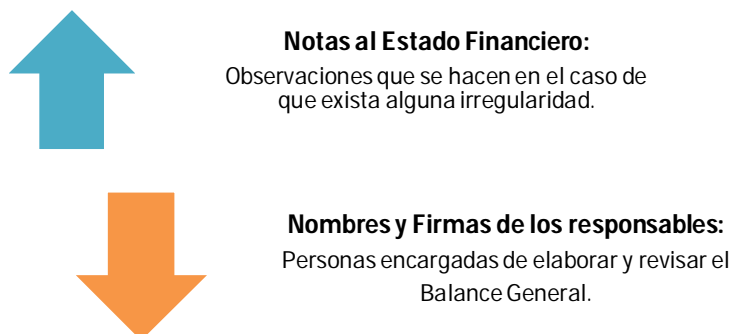 Notas al Estado Financiero:
Observaciones que se hacen en el caso de
que exista alguna irregularidad.
Nombres y Firmas de los responsables:
Personas encargadas de elaborar y revisar el
Balance General.